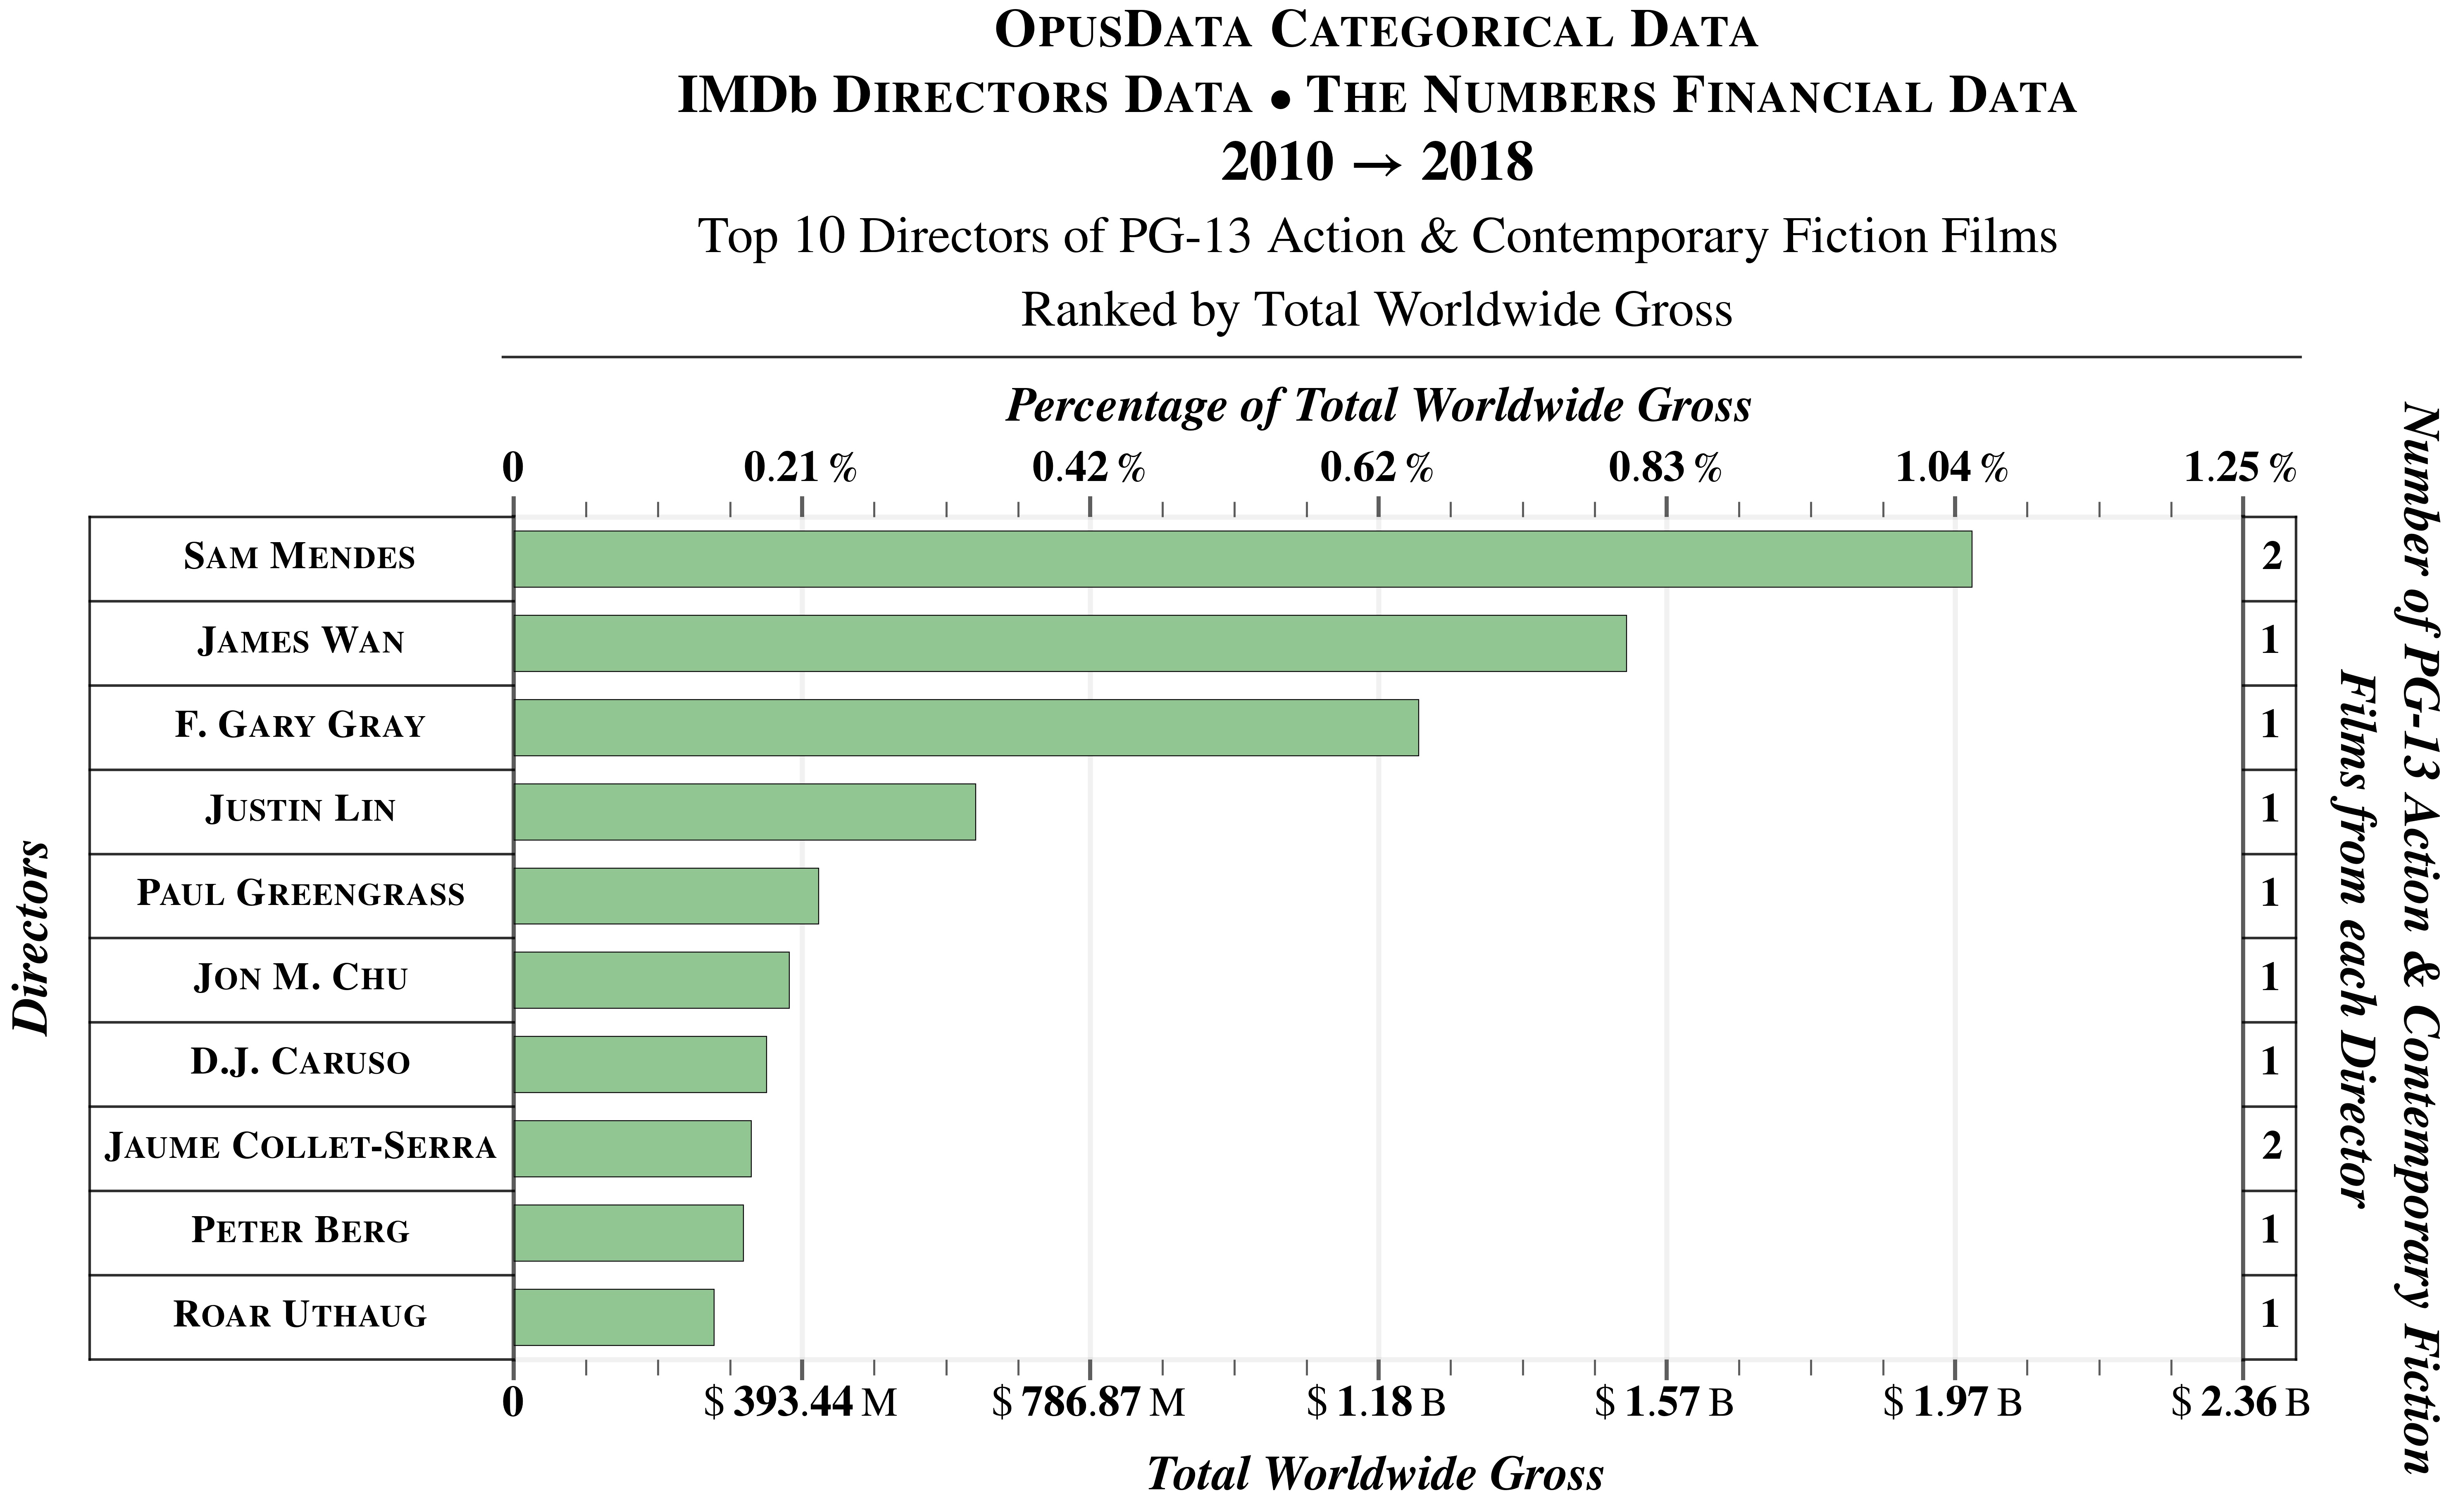 OpusData Categorical Data
IMDb Directors Data • The Numbers Financial Data
2010 → 2018
Top 10 Directors of PG-13 Action & Contemporary Fiction Films
Ranked by Total Worldwide Gross
Percentage of Total Worldwide Gross
0 0.21 % 0.42 % 0.62 % 0.83 % 1.04 % 1.25 %
Directors
Sam Mendes 2
James Wan 1
F. Gary Gray 1
Justin Lin 1
Paul Greengrass 1
Jon M. Chu 1
D.J. Caruso 1
Jaume Collet-Serra 2
Peter Berg 1
Roar Uthaug 1
Number of PG-13 Action & Contemporary Fiction
Films from each Director
0 $ 393.44 M $ 786.87 M $ 1.18 B $ 1.57 B $ 1.97 B $ 2.36 B
Total Worldwide Gross